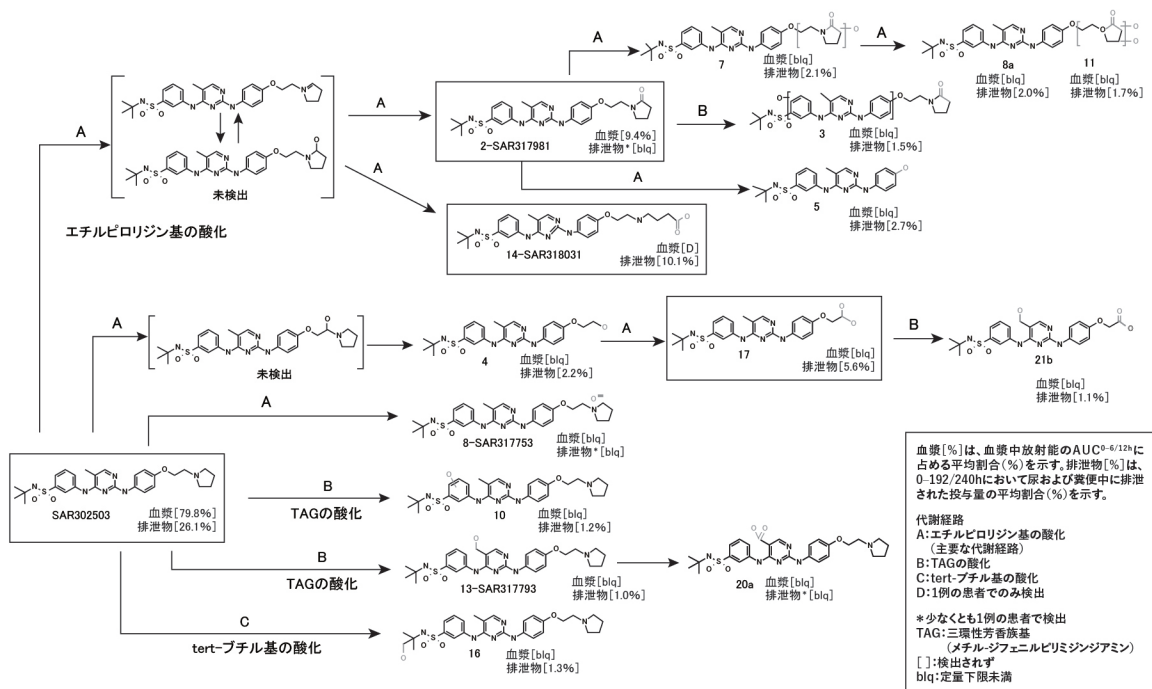 A
A
血漿[blq]
排泄物[2.1%]
7
8a
11
血漿[blq]
排泄物[2.0%]
血漿[blq]
排泄物[1.7%]
A
A
未検出
エチルピロリジン基の酸化
血漿[9.4%]
排泄物*[blq]
2-SAR317981
B
3
血漿[blq]
排泄物[1.5%]
A
A
5
血漿[blq]
排泄物[2.7%]
血漿[D]
排泄物[10.1%]
14-SAR318031
A
未検出
4
血漿[blq]
排泄物[2.2%]
A
17
血漿[blq]
排泄物[5.6%]
B
21b
血漿[blq]
排泄物[1.1%]
A
8-SAR317753
血漿[blq]
排泄物*[blq]
SAR302503
血漿[79.8%]
排泄物[26.1%]
B
TAGの酸化
10
血漿[blq]
排泄物[1.2%]
B
TAGの酸化
13-SAR317793
血漿[blq]
排泄物[1.0%]
20a
血漿[blq]
排泄物*[blq]
C
tert-ブチル基の酸化
16
血漿[blq]
排泄物[1.3%]
血漿[%]は、血漿中放射能のAUC0-6/12hに
占める平均割合(%)を示す。排泄物[%]は、
0-192/240hにおいて尿および糞便中に排泄
された投与量の平均割合(%)を示す。
代謝経路
A:エチルピロリジン基の酸化
(主要な代謝経路)
B:TAGの酸化
C:tert-ブチル基の酸化
D:1例の患者でのみ検出
*少なくとも1例の患者で検出
TAG:三環性芳香族基
(メチル-ジフェニルピリミジンジアミン)
[ ]:検出されず
blq:定量下限未満